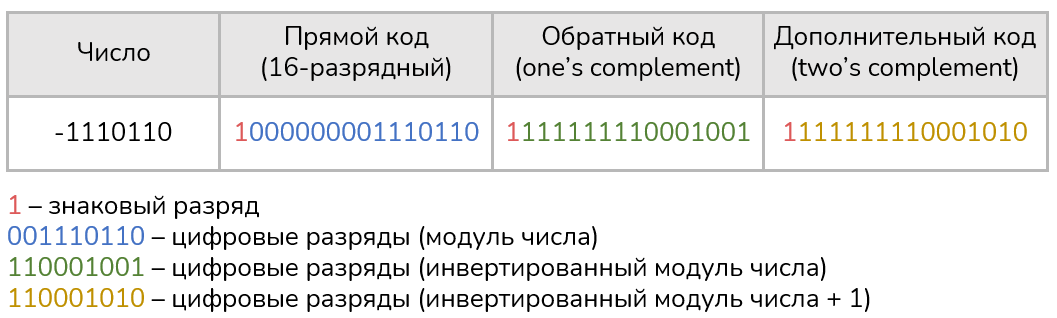 Число
Прямой код
(16-разрядный)
Обратный код
(one's complement)
Дополнительный код
(two's complement)
-1110110
1000000001110110
1111111110001001
1111111110001010
1 – знаковый разряд
001110110 – цифровые разряды (модуль числа)
110001001 – цифровые разряды (инвертированный модуль числа)
110001010 – цифровые разряды (инвертированный модуль числа + 1)